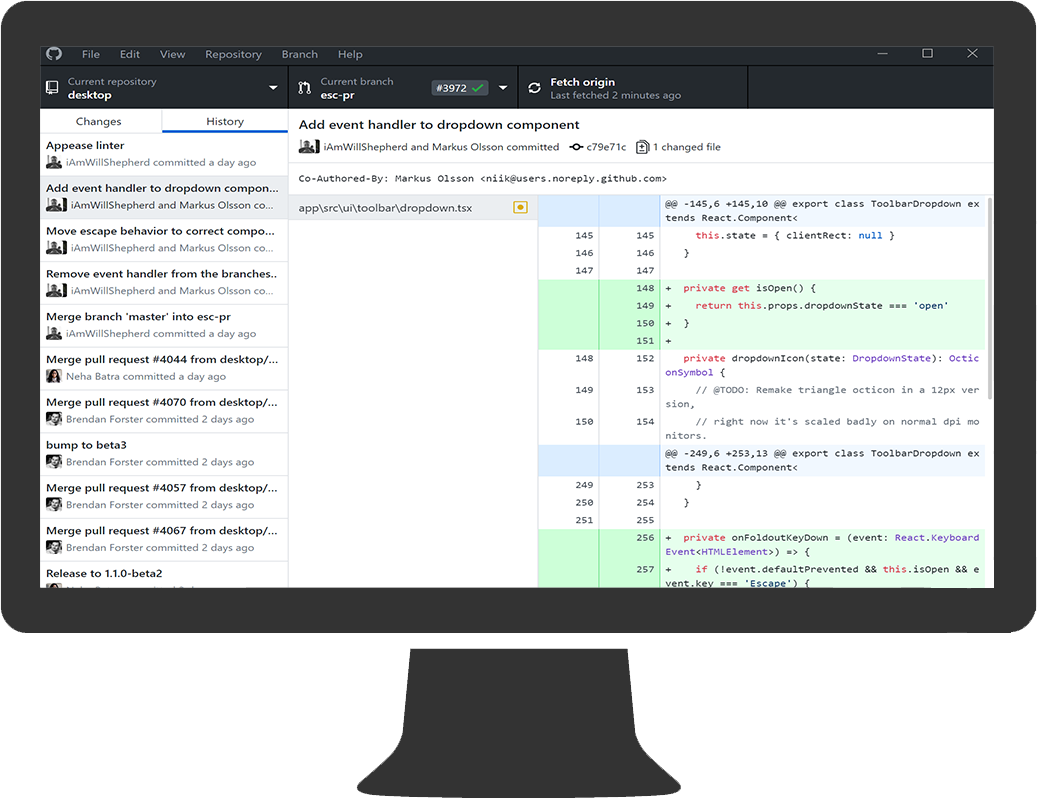 File Edit View Repository Branch Help
Current repository
desktop
Current branch
esc-pr
#3972
Fetch origin
Last fetched 2 minutes ago
Changes
History
Appease linter
iAmWillShepherd committed a day ago
Add event handler to dropdown compon...
iAmWillShepherd and Markus Olsson co...
Move escape behavior to correct compo...
iAmWillShepherd and Markus Olsson co...
Remove event handler from the branches..
iAmWillShepherd and Markus Olsson co...
Merge branch 'master' into esc-pr
iAmWillShepherd committed a day ago
Merge pull request #4044 from desktop/...
Neha Batra committed a day ago
Merge pull request #4070 from desktop/...
Brendan Forster committed 2 days ago
bump to beta3
Brendan Forster committed 2 days ago
Merge pull request #4057 from desktop/...
Brendan Forster committed 2 days ago
Merge pull request #4067 from desktop/...
Brendan Forster committed 2 days ago
Release to 1.1.0-beta2
Add event handler to dropdown component
iAmWillShepherd and Markus Olsson committed c79e71c 1 changed file
Co-Authored-By: Markus Olsson <niik@users.noreply.github.com>
app\src\ui\toolbar\dropdown.tsx
@@ -145,6 +145,10 @@ export class ToolbarDropdown ex
tends React.Component<
145 145 this.state = { clientRect: null }
146 146 }
147 147
148 + private get isOpen() {
149 + return this.props.dropdownState === 'open'
150 + }
151 +
148 152 private dropdownIcon(state: DropdownState): Octic
onSymbol {
149 153 // @TODO: Remake triangle octicon in a 12px ver
sion,
150 154 // right now it's scaled badly on normal dpi mo
nitors.
@@ -249,6 +253,13 @@ export class ToolbarDropdown ex
tends React.Component<
249 253 }
250 254 }
251 255
256 + private onFoldoutKeyDown = (event: React.Keyboard
Event<HTMLElement>) => {
257 + if (!event.defaultPrevented && this.isOpen && e
vent.key === 'Escape') {